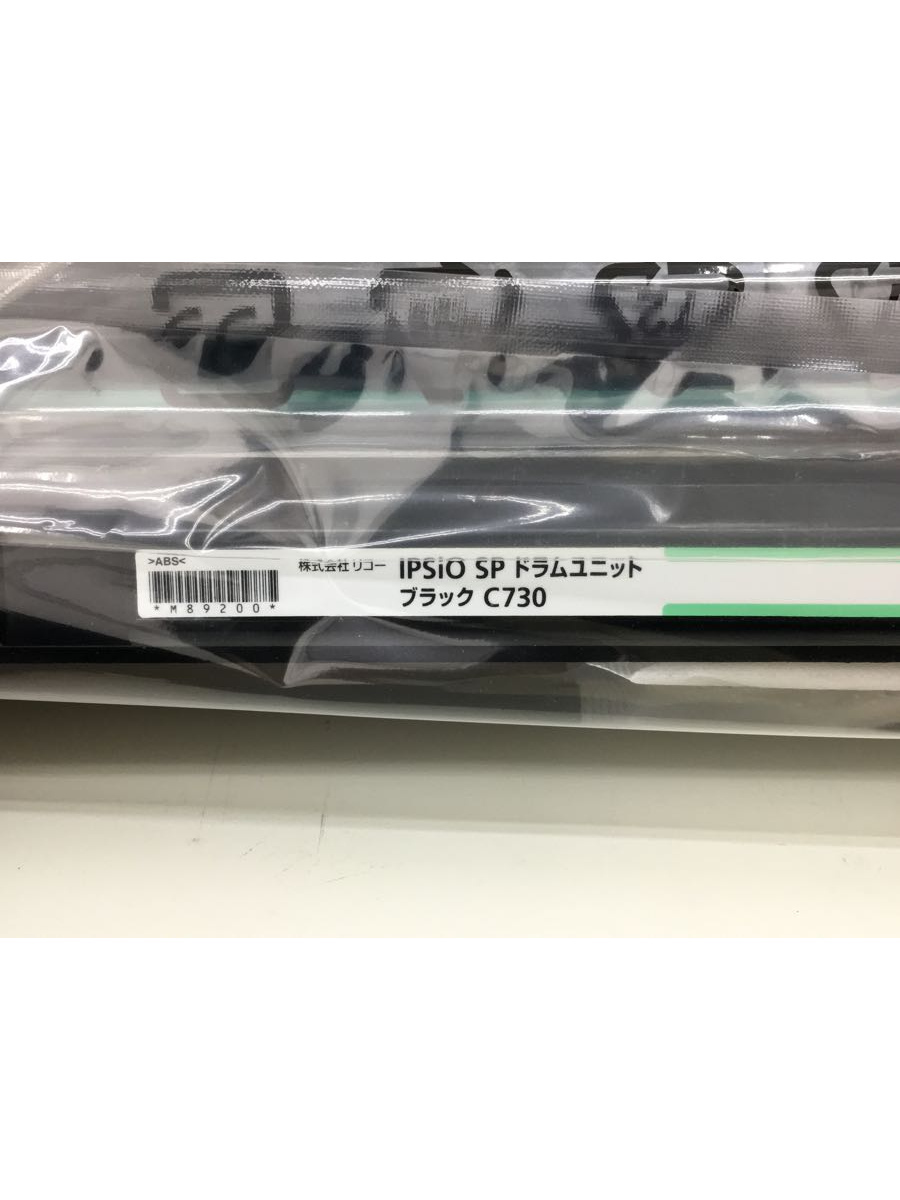 >ABS<
*M89200*
株式会社 リコー
IPSiO SP ドラムユニット
ブラック C730